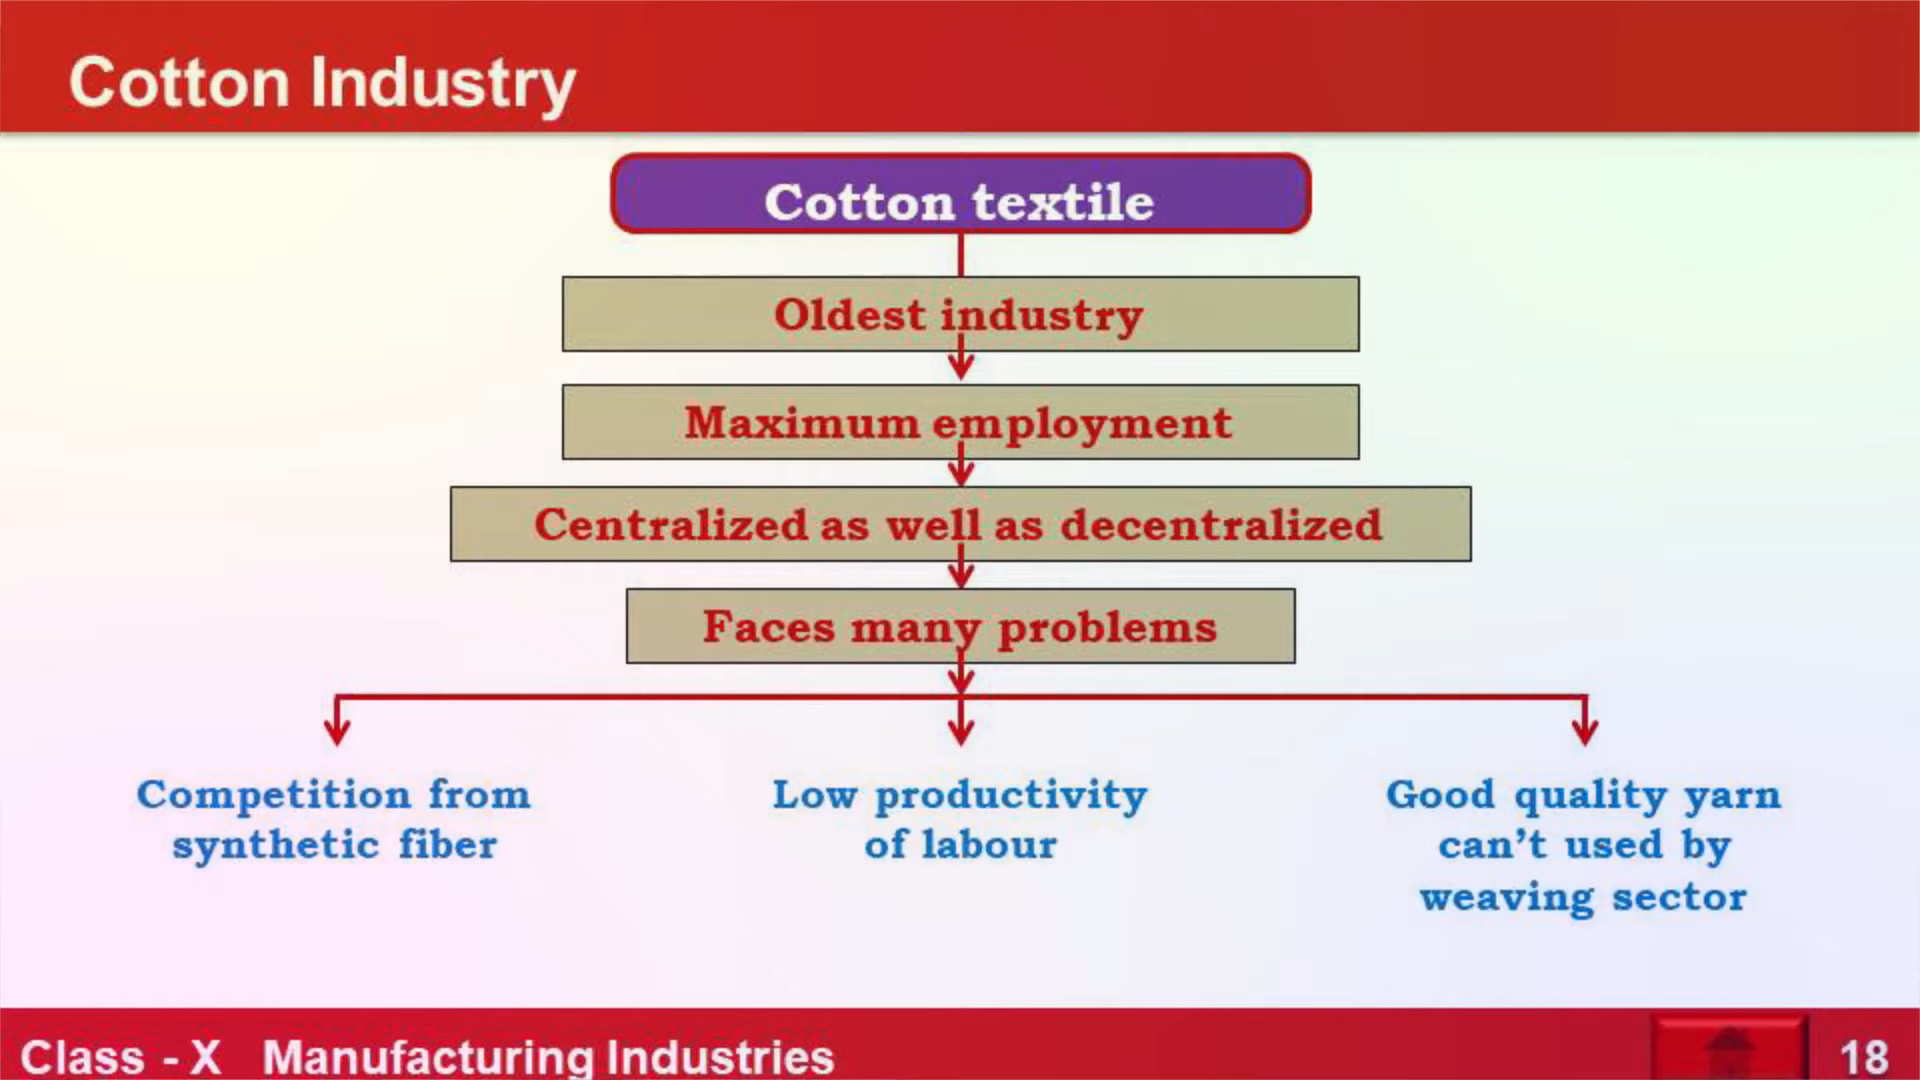 Cotton Industry
Cotton textile
Oldest industry
Maximum employment
Centralized as well as decentralized
Faces many problems
Competition from
synthetic fiber
Low productivity
of labour
Good quality yarn
can't used by
weaving sector
Class - X Manufacturing Industries
18